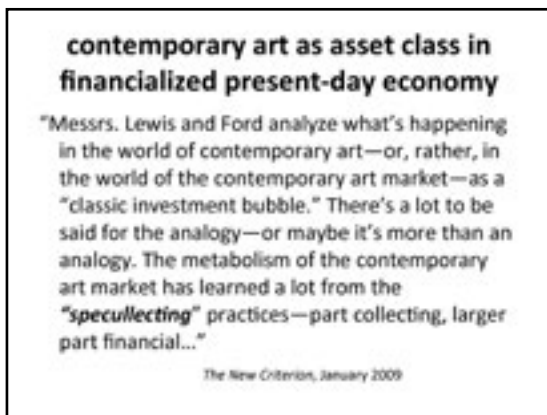 contemporary art as asset class in
financialized present-day economy
“Messrs. Lewis and Ford analyze what’s happening
in the world of contemporary art—or, rather, in
the world of the contemporary art market—as a
“classic investment bubble.” There’s a lot to be
said for the analogy—or maybe it’s more than an
analogy. The metabolism of the contemporary
art market has learned a lot from the
“specullecting” practices—part collecting, larger
part financial...”
The New Criterion, January 2009